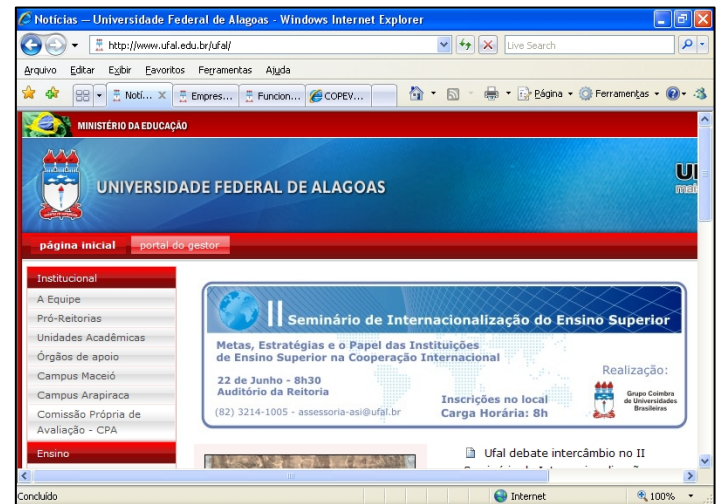 Notícias — Universidade Federal de Alagoas - Windows Internet Explorer
http://www.ufal.edu.br/ufal/
Live Search
Arquivo Editar Exibir Favoritos Ferramentas Ajuda
Notí... Empres... Funcion... COPEV... Página Ferramentas
MINISTÉRIO DA EDUCAÇÃO
UNIVERSIDADE FEDERAL DE ALAGOAS
página inicial portal do gestor
Institucional
A Equipe
Pró-Reitorias
Unidades Acadêmicas
Órgãos de apoio
Campus Maceió
Campus Arapiraca
Comissão Própria de
Avaliação - CPA
Ensino
II Seminário de Internacionalização do Ensino Superior
Metas, Estratégias e o Papel das Instituições
de Ensino Superior na Cooperação Internacional
22 de Junho - 8h30
Auditório da Reitoria
(82) 3214-1005 - assessoria-asi@ufal.br
Inscrições no local
Carga Horária: 8h
Realização:
Grupo Coimbra
de Universidades
Brasileiras
Ufal debate intercâmbio no II
Concluído Internet 100%